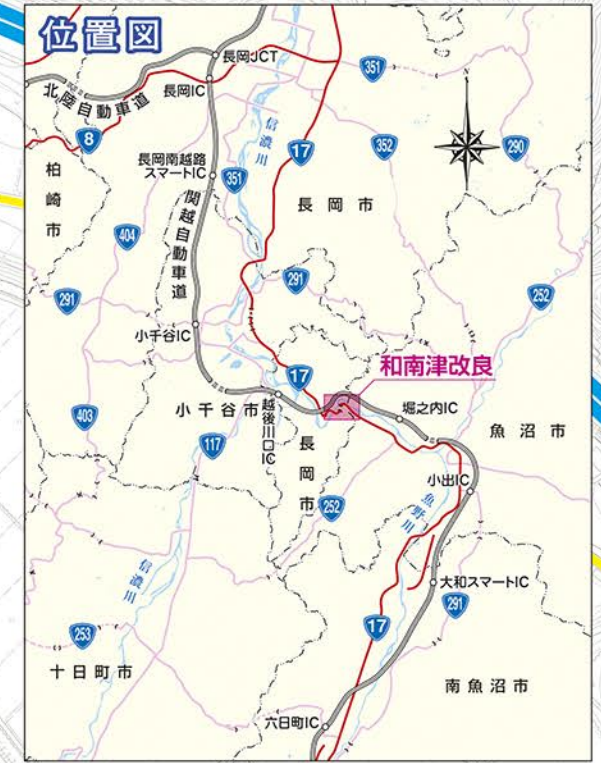 位置図
長岡JCT
長岡IC
北陸自動車道
8
351
信濃川
17
352
290
柏崎市
長岡南越路
スマートIC
351
長岡市
関越自動車道
404
291
291
252
小千谷IC
17
和南津改良
403
小千谷市
越後川口IC
堀之内IC
魚沼市
117
長岡市
252
小出IC
魚野川
信濃川
大和スマートIC
291
253
17
十日町市
南魚沼市
六日町IC
N